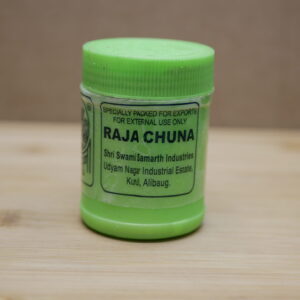 SPECIALLY PACKED FOR EXPORTS
FOR EXTERNAL USE ONLY
RAJA CHUNA
Shri Swami Samarth Industries
Udyam Nagar Industrial Estate,
Kurul, Alibaug.